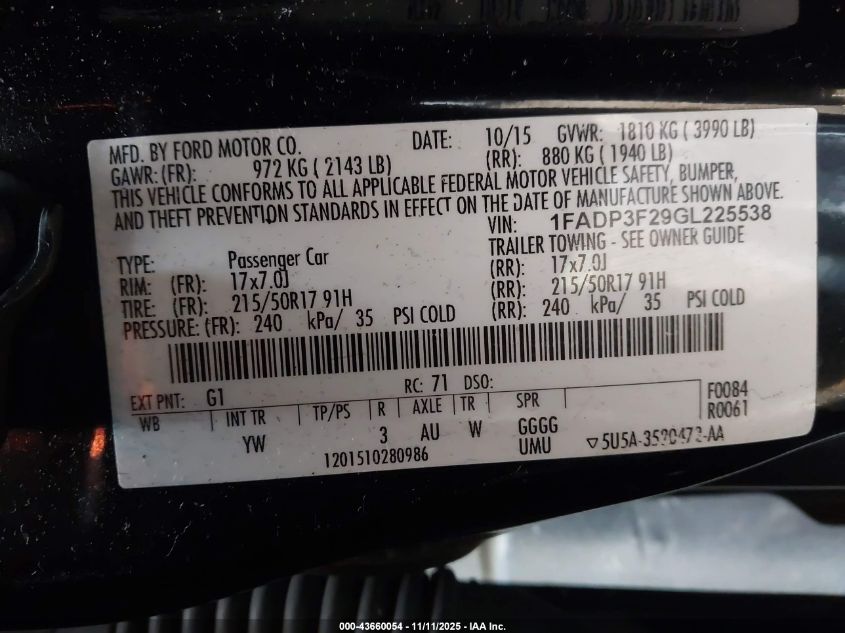 MFD. BY FORD MOTOR CO. DATE: 10/15 GVWR: 1810 KG ( 3990 LB)
GAWR: (FR): 972 KG ( 2143 LB) (RR): 880 KG ( 1940 LB)
THIS VEHICLE CONFORMS TO ALL APPLICABLE FEDERAL MOTOR VEHICLE SAFETY, BUMPER,
AND THEFT PREVENTION STANDARDS IN EFFECT ON THE DATE OF MANUFACTURE SHOWN ABOVE.
VIN: 1FADP3F29GL225538
TRAILER TOWING - SEE OWNER GUIDE
TYPE: Passenger Car
RIM: (FR): 17x7.0J (RR): 17x7.0J
TIRE: (FR): 215/50R17 91H (RR): 215/50R17 91H
PRESSURE: (FR): 240 kPa/ 35 PSI COLD (RR): 240 kPa/ 35 PSI COLD
EXT PNT: G1 RC: 71 DSO:
WB INT TR TP/PS R AXLE TR SPR F0084
R0061
YW 3 AU W GGGG
UMU
1201510280986
000-43660054 - 11/11/2025 - IAA Inc.